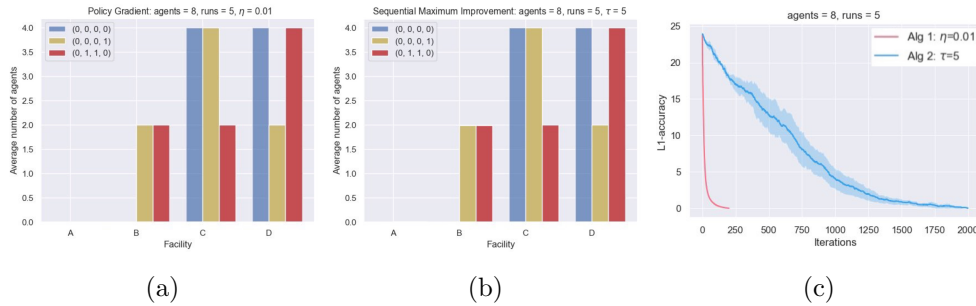 Policy Gradient: agents = 8, runs = 5, η = 0.01
Average number of agents
4.0
3.5
3.0
2.5
2.0
1.5
1.0
0.5
0.0
(0, 0, 0, 0)
(0, 0, 0, 1)
(0, 1, 1, 0)
A B C D
Facility
(a)
Sequential Maximum Improvement: agents = 8, runs = 5, τ = 5
Average number of agents
4.0
3.5
3.0
2.5
2.0
1.5
1.0
0.5
0.0
(0, 0, 0, 0)
(0, 0, 0, 1)
(0, 1, 1, 0)
A B C D
Facility
(b)
agents = 8, runs = 5
L1-accuracy
25
20
15
10
5
0
Alg 1: η=0.01
Alg 2: τ=5
0 250 500 750 1000 1250 1500 1750 2000
Iterations
(c)